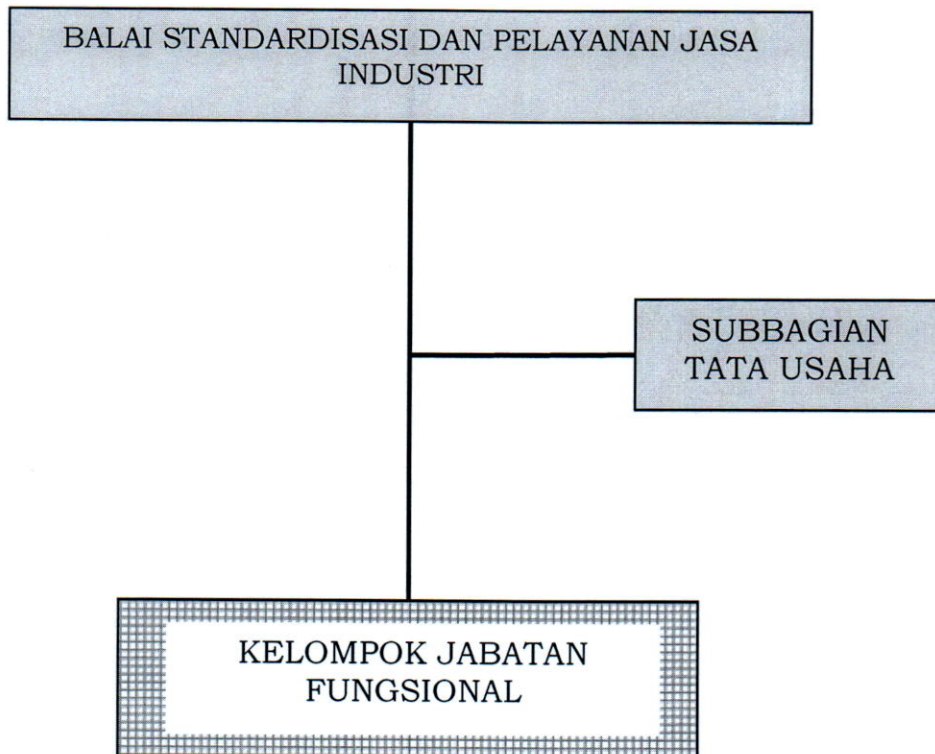 BALAI STANDARDISASI DAN PELAYANAN JASA
INDUSTRI
SUBBAGIAN
TATA USAHA
KELOMPOK JABATAN
FUNGSIONAL